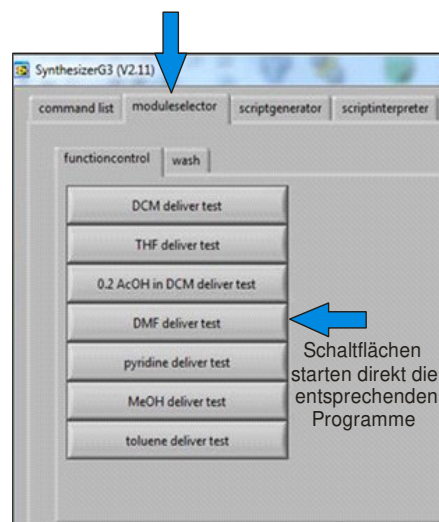 SynthesizerG3 (V2.11)
command list moduleselector scriptgenerator scriptinterpreter
functioncontrol wash
DCM deliver test
THF deliver test
0.2 AcOH in DCM deliver test
DMF deliver test
pyridine deliver test
MeOH deliver test
toluene deliver test
Schaltflächen
starten direkt die
entsprechenden
Programme